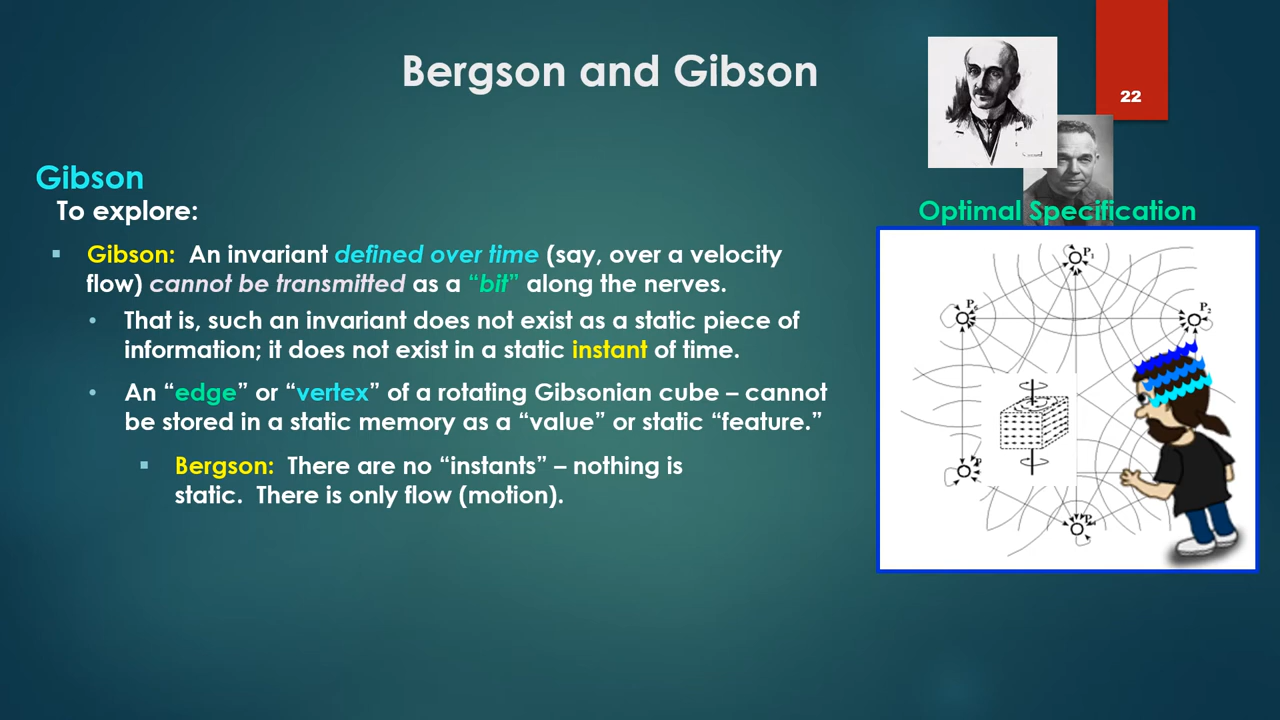 Bergson and Gibson
22
Gibson
To explore:
Optimal Specification
Gibson: An invariant defined over time (say, over a velocity
flow) cannot be transmitted as a “bit” along the nerves.
That is, such an invariant does not exist as a static piece of
information; it does not exist in a static instant of time.
An “edge” or “vertex” of a rotating Gibsonian cube – cannot
be stored in a static memory as a “value” or static “feature.”
Bergson: There are no “instants” – nothing is
static. There is only flow (motion).
P1
P2